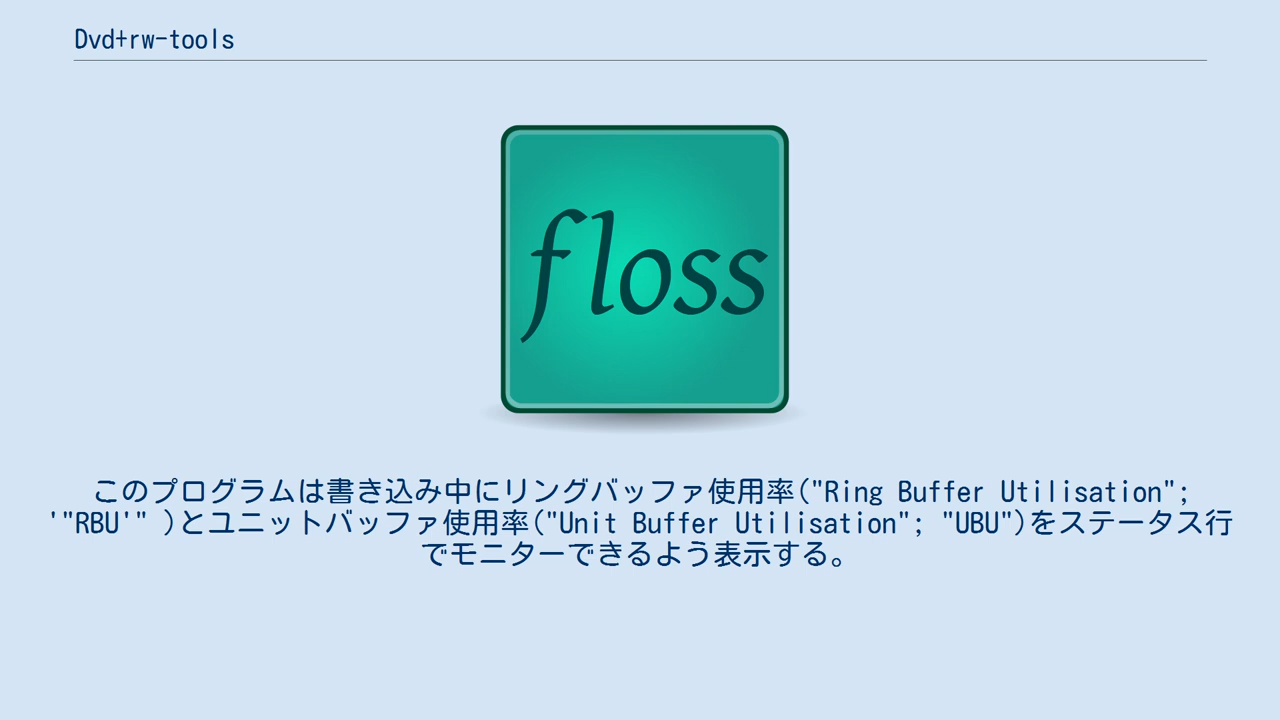 Dvd+rw-tools
floss
このプログラムは書き込み中にリングバッファ使用率("Ring Buffer Utilisation";
'"RBU'" )とユニットバッファ使用率("Unit Buffer Utilisation"; "UBU")をステータス行
でモニターできるよう表示する。